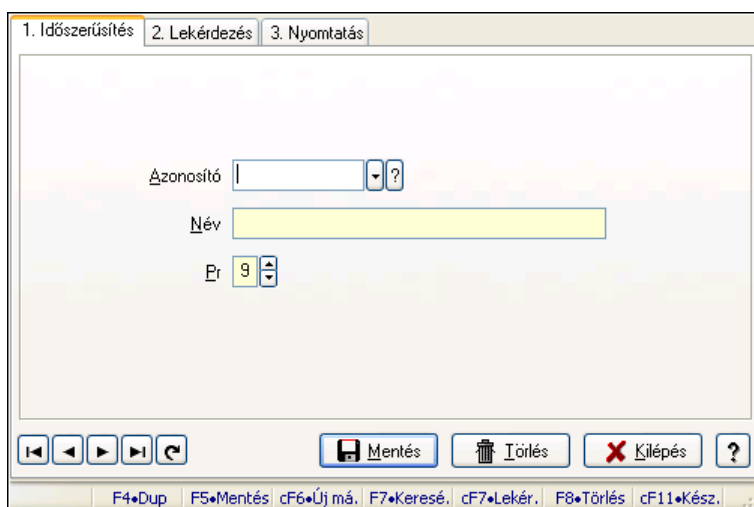 1. Időszerűsítés 2. Lekérdezés 3. Nyomtatás
Azonosító ?
Név
Pr 9
Mentés Törlés Kilépés ?
F4•Dup F5•Mentés cF6•Új má. F7•Keresé. cF7•Lekér. F8•Törlés cF11•Kész.